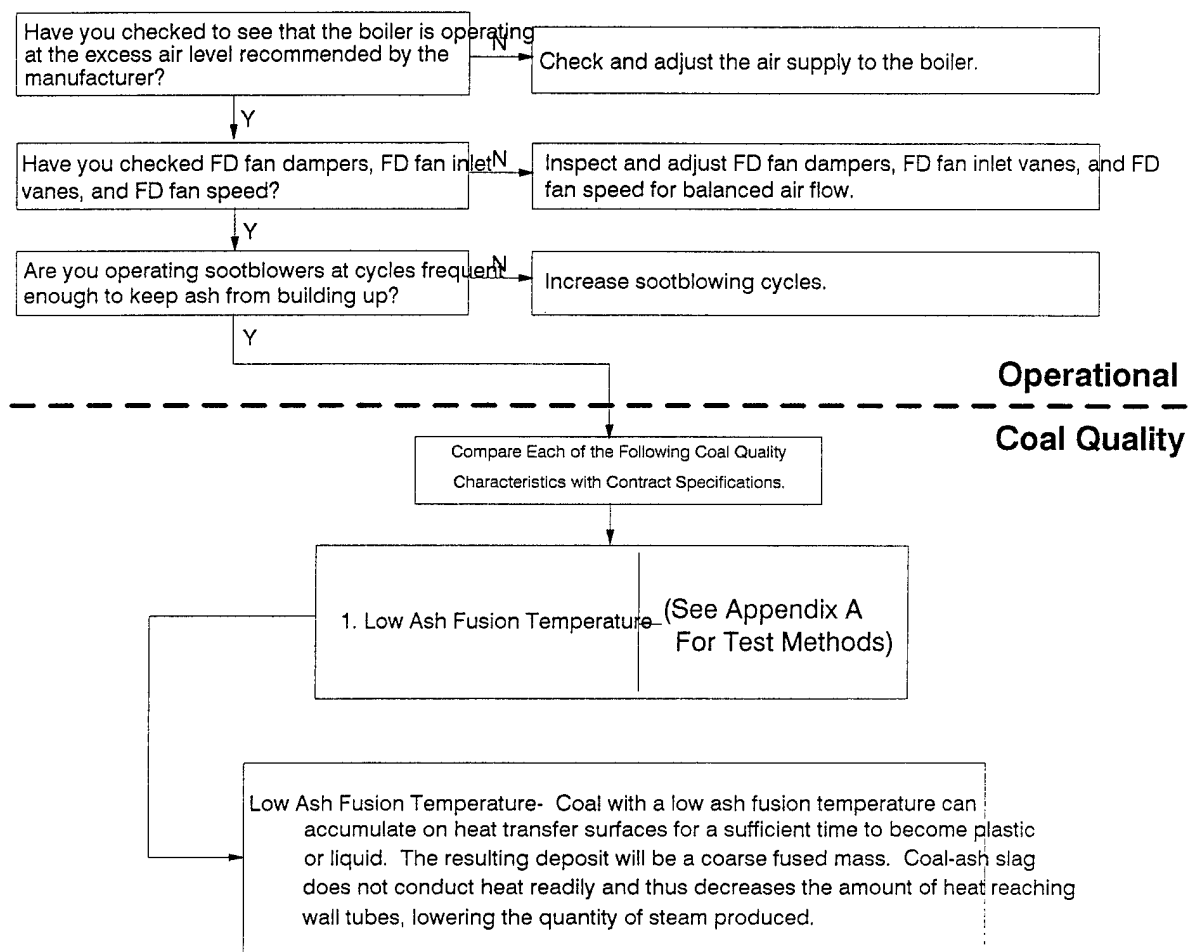 Have you checked to see that the boiler is operating
at the excess air level recommended by the
manufacturer?
N
Check and adjust the air supply to the boiler.
Y
Have you checked FD fan dampers, FD fan inlet
vanes, and FD fan speed?
N
Inspect and adjust FD fan dampers, FD fan inlet vanes, and FD
fan speed for balanced air flow.
Y
Are you operating sootblowers at cycles frequent
enough to keep ash from building up?
N
Increase sootblowing cycles.
Y
Operational
Coal Quality
Compare Each of the Following Coal Quality
Characteristics with Contract Specifications.
1. Low Ash Fusion Temperature
(See Appendix A
For Test Methods)
Low Ash Fusion Temperature- Coal with a low ash fusion temperature can
accumulate on heat transfer surfaces for a sufficient time to become plastic
or liquid. The resulting deposit will be a coarse fused mass. Coal-ash slag
does not conduct heat readily and thus decreases the amount of heat reaching
wall tubes, lowering the quantity of steam produced.